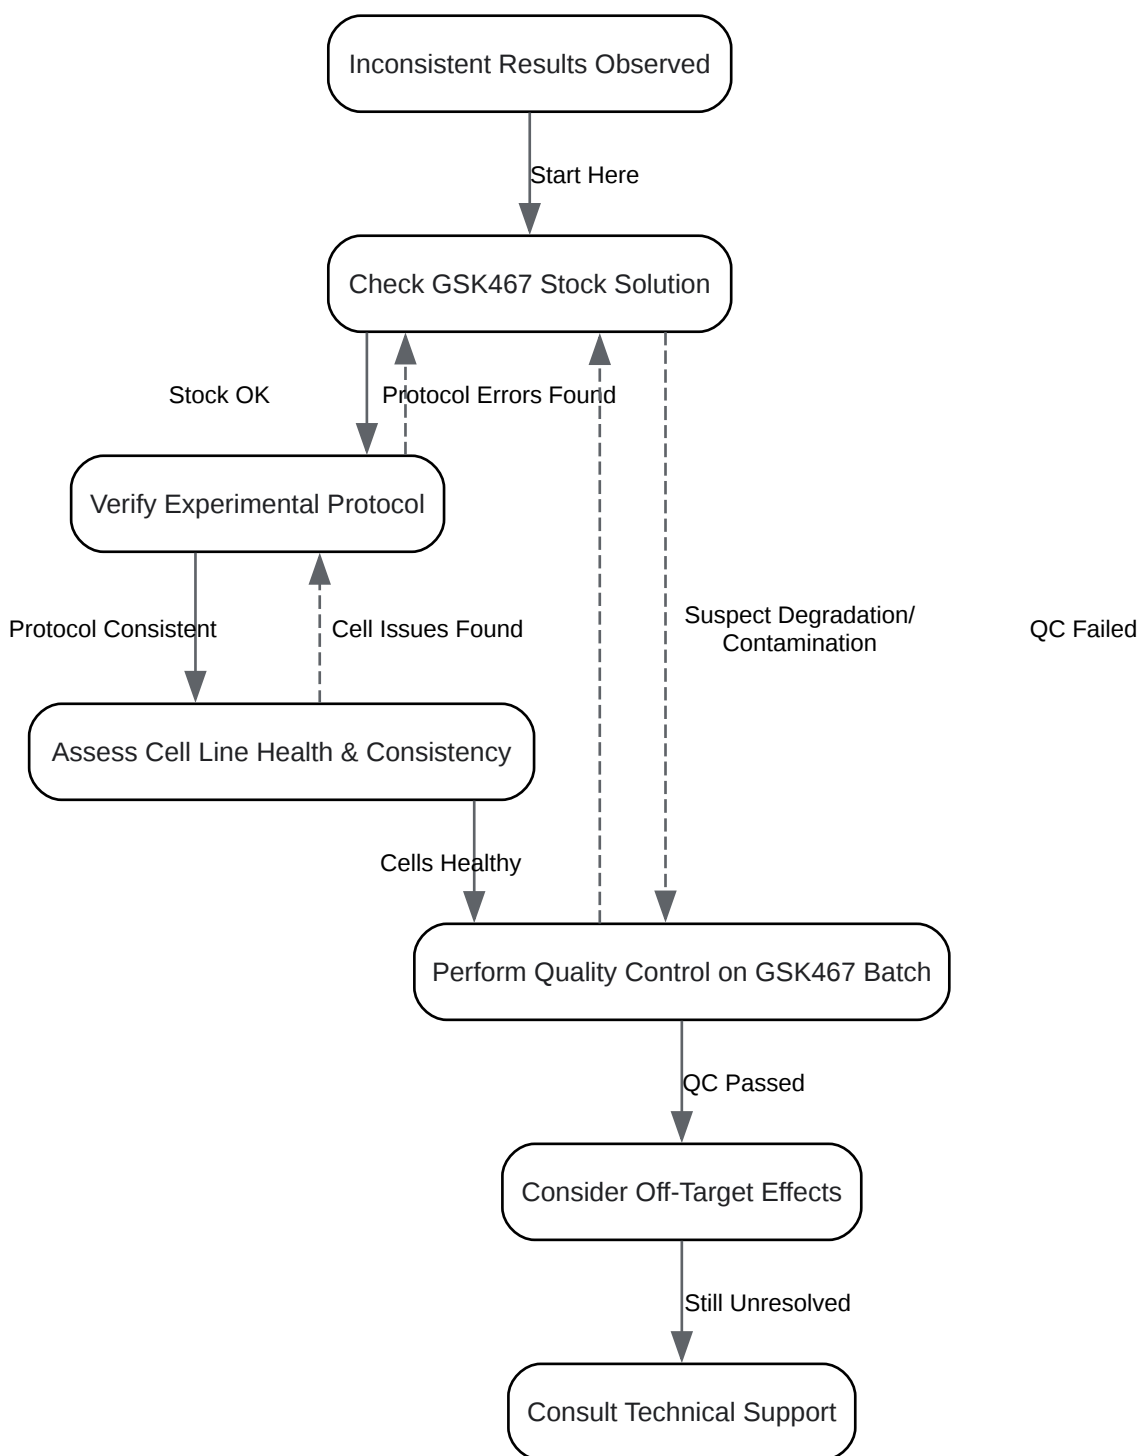 Inconsistent Results Observed
Start Here
Check GSK467 Stock Solution
Stock OK
Protocol Errors Found
Verify Experimental Protocol
Protocol Consistent
Cell Issues Found
Suspect Degradation/
Contamination
QC Failed
Assess Cell Line Health & Consistency
Cells Healthy
Perform Quality Control on GSK467 Batch
QC Passed
Consider Off-Target Effects
Still Unresolved
Consult Technical Support